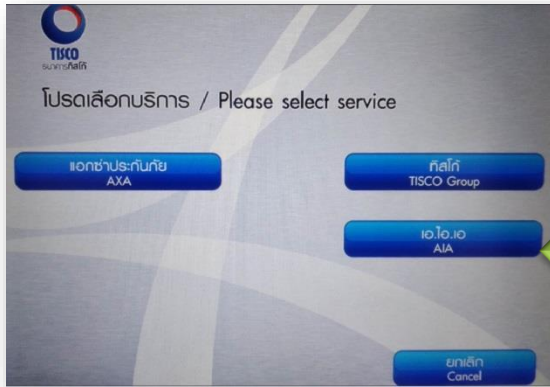 TISCO
ธนาคารทิสโก้
โปรดเลือกบริการ / Please select service
แอกซ่าประกันภัย
AXA
ทิสโก้
TISCO Group
เอ.ไอ.เอ
AIA
ยกเลิก
Cancel